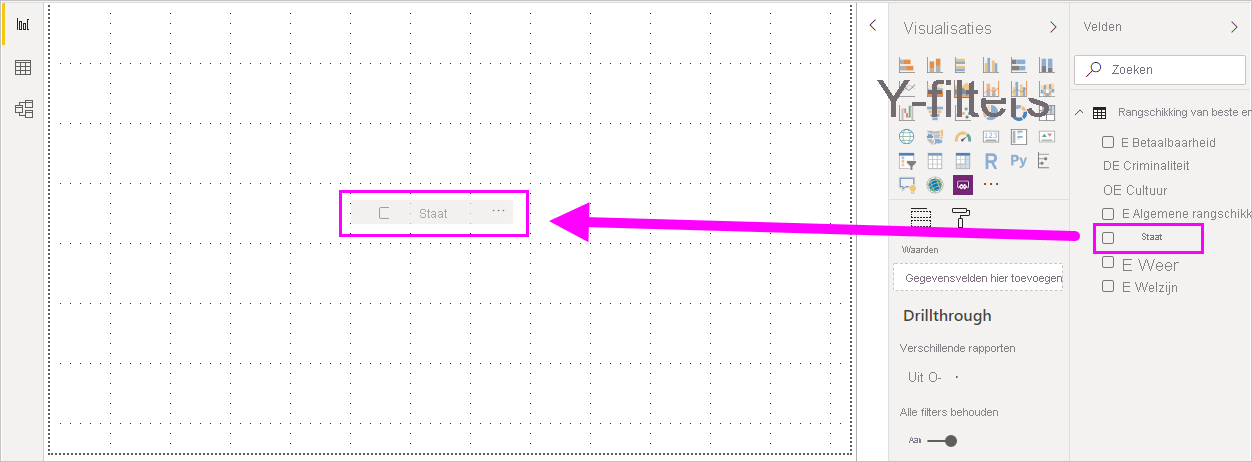 Staat
···
Visualisaties
Y-filters
R
Py
···
Waarden
Gegevensvelden hier toevoegen
Drillthrough
Verschillende rapporten
Uit O-
Alle filters behouden
Aan
Velden
Zoeken
Rangschikking van beste en
E Betaalbaarheid
DE Criminaliteit
OE Cultuur
E Algemene rangschikk
Staat
E Weer
E Welzijn